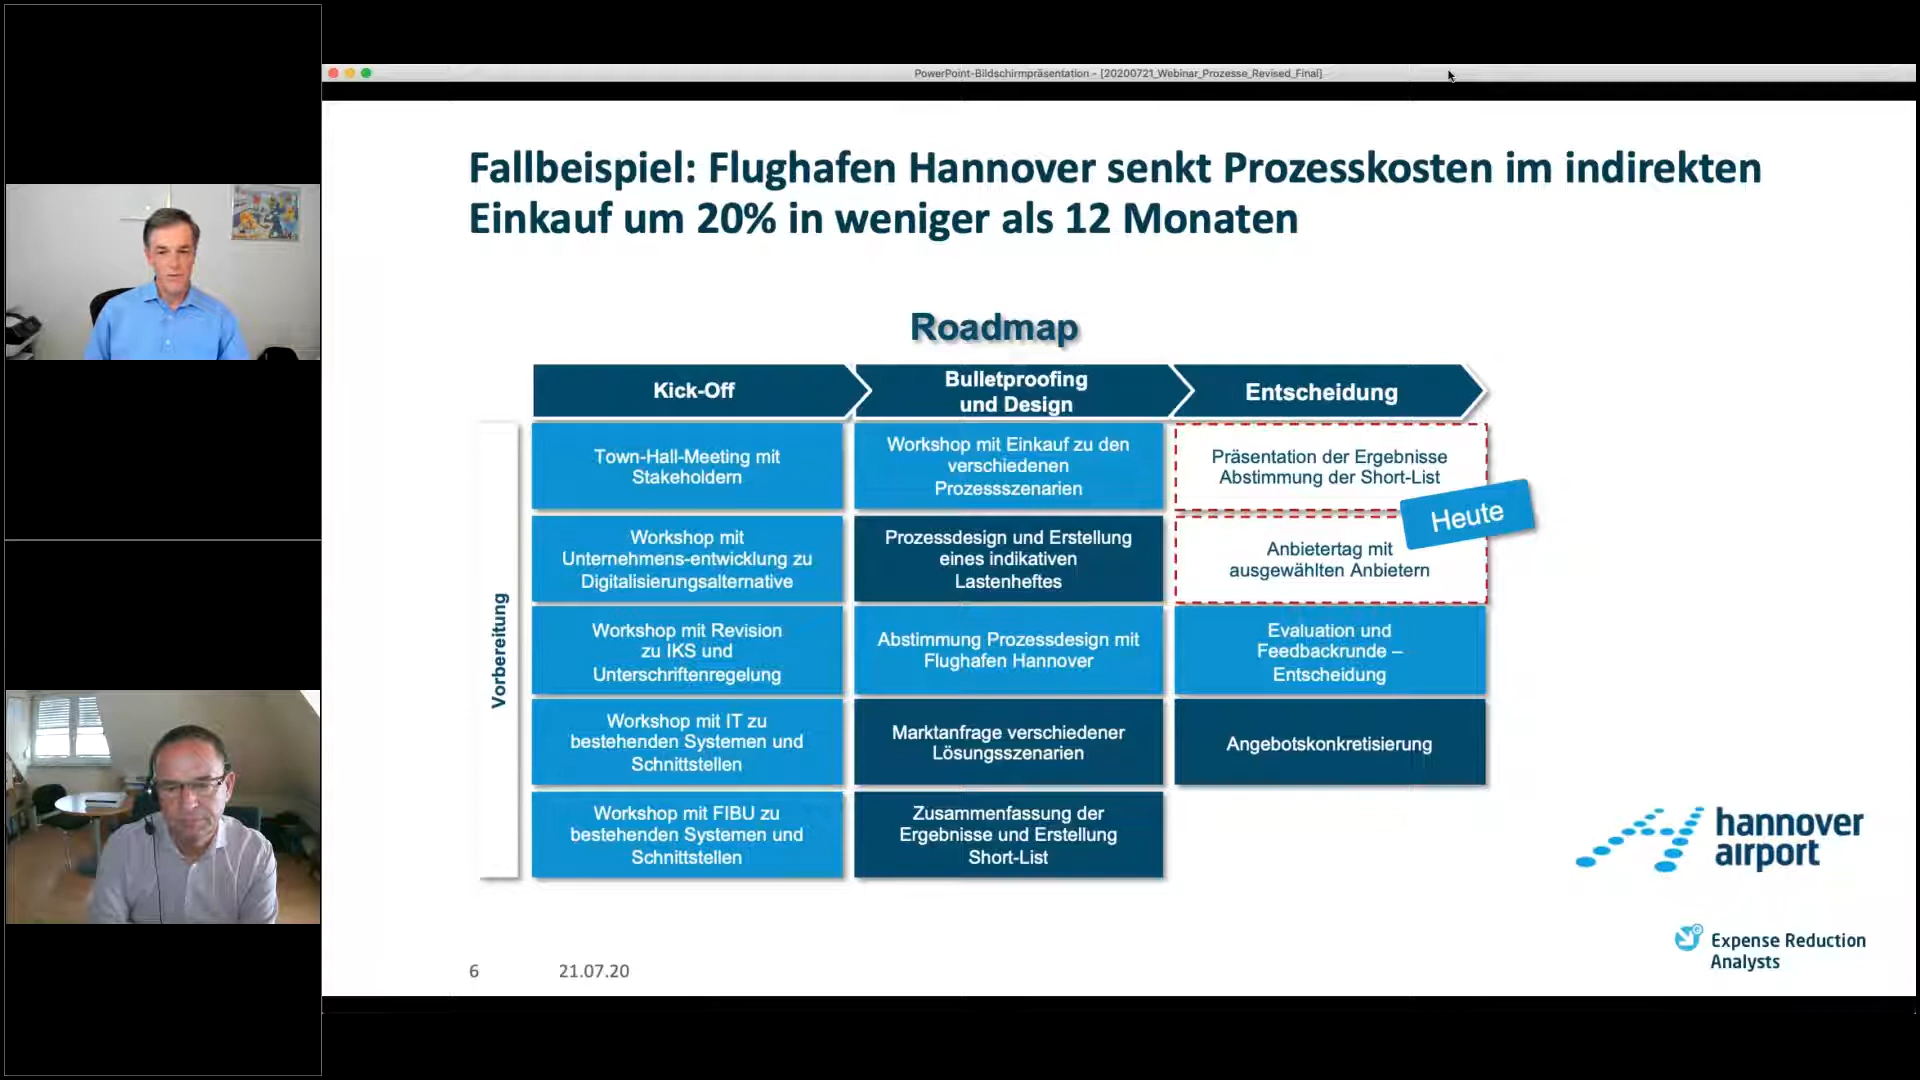 PowerPoint-Bildschirmpräsentation - [20200721_Webinar_Prozesse_Revised_Final]
Fallbeispiel: Flughafen Hannover senkt Prozesskosten im indirekten
Einkauf um 20% in weniger als 12 Monaten
Roadmap
Kick-Off
Bulletproofing
und Design
Entscheidung
Vorbereitung
Town-Hall-Meeting mit
Stakeholdern
Workshop mit
Unternehmens-entwicklung zu
Digitalisierungsalternative
Workshop mit Revision
zu IKS und
Unterschriftenregelung
Workshop mit IT zu
bestehenden Systemen und
Schnittstellen
Workshop mit FIBU zu
bestehenden Systemen und
Schnittstellen
Workshop mit Einkauf zu den
verschiedenen
Prozessszenarien
Prozessdesign und Erstellung
eines indikativen
Lastenheftes
Abstimmung Prozessdesign mit
Flughafen Hannover
Marktanfrage verschiedener
Lösungsszenarien
Zusammenfassung der
Ergebnisse und Erstellung
Short-List
Präsentation der Ergebnisse
Abstimmung der Short-List
Heute
Anbietertag mit
ausgewählten Anbietern
Evaluation und
Feedbackrunde –
Entscheidung
Angebotskonkretisierung
hannover
airport
Expense Reduction
Analysts
6
21.07.20